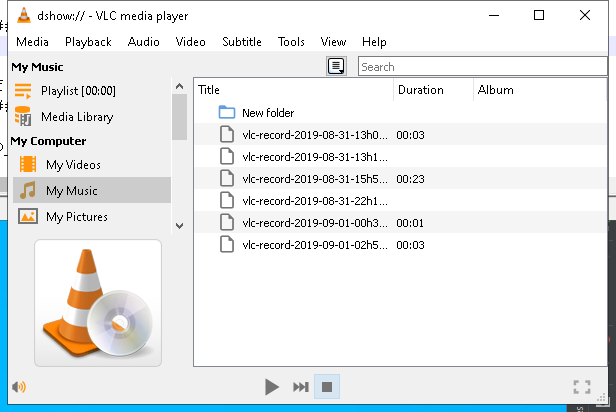 dshow:// - VLC media player
Media Playback Audio Video Subtitle Tools View Help
My Music
Search
Playlist [00:00]
Media Library
My Computer
My Videos
My Music
My Pictures
Title Duration Album
New folder
vlc-record-2019-08-31-13h0... 00:03
vlc-record-2019-08-31-13h1...
vlc-record-2019-08-31-15h5... 00:23
vlc-record-2019-08-31-22h1...
vlc-record-2019-09-01-00h3... 00:01
vlc-record-2019-09-01-02h5... 00:03